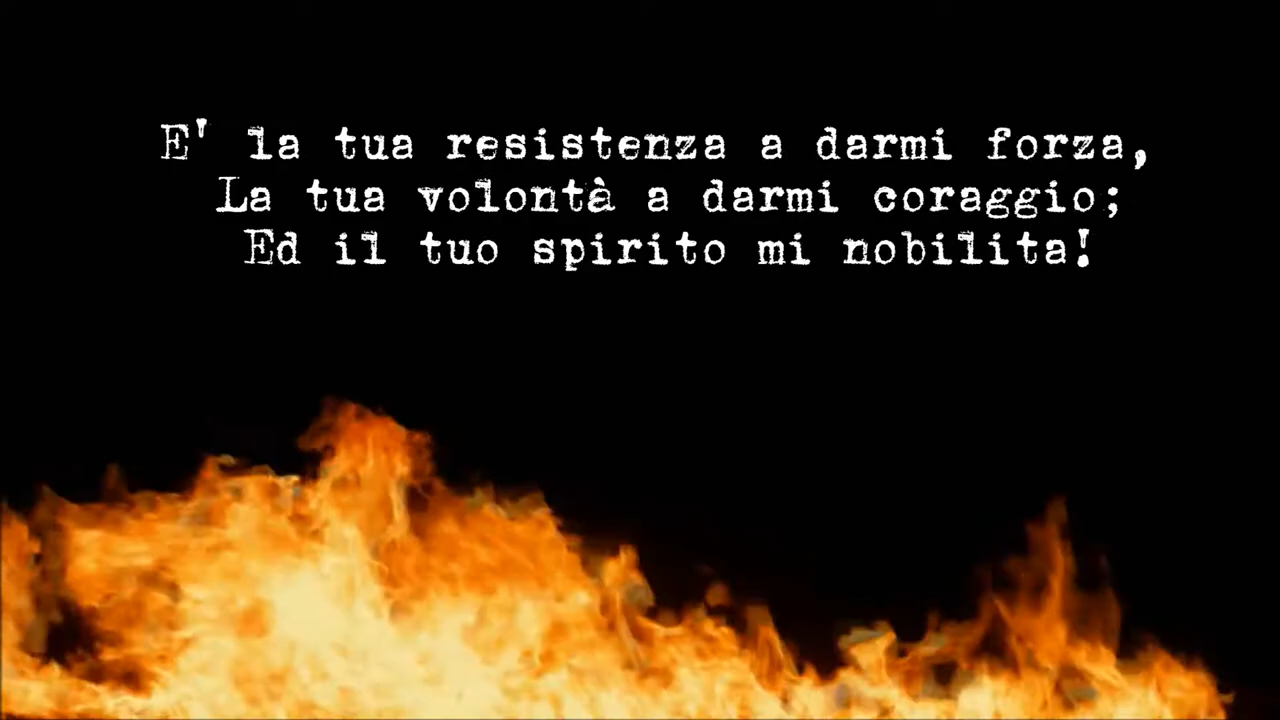 E' la tua resistenza a darmi forza,
La tua volontà a darmi coraggio;
Ed il tuo spirito mi nobilita!